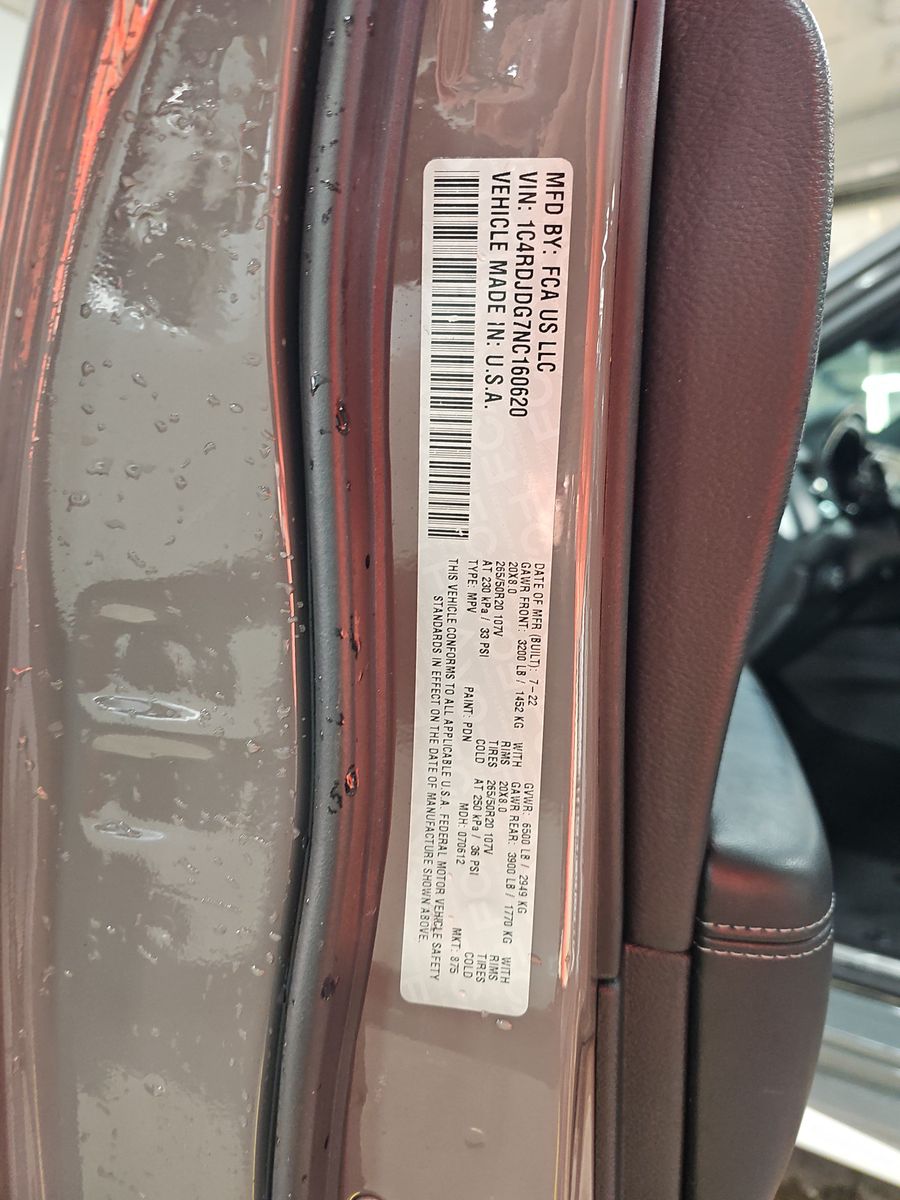 MFD BY: FCA US LLC
VIN: 1C4RDJDG7NC160620
VEHICLE MADE IN: U.S.A.
DATE OF MFR (BUILT): 7-22 GVWR: 6500 LB / 2949 KG
GAWR FRONT: 3200 LB / 1452 KG WITH GAWR REAR: 3900 LB / 1770 KG WITH
20X8.0 RIMS 20X8.0 RIMS
265/50R20 107V TIRES 265/50R20 107V TIRES
AT 230 kPa / 33 PSI COLD AT 250 kPa / 36 PSI COLD
TYPE: MPV PAINT: PDN MDH: 070612 MKT: 875
THIS VEHICLE CONFORMS TO ALL APPLICABLE U.S.A. FEDERAL MOTOR VEHICLE SAFETY
STANDARDS IN EFFECT ON THE DATE OF MANUFACTURE SHOWN ABOVE.